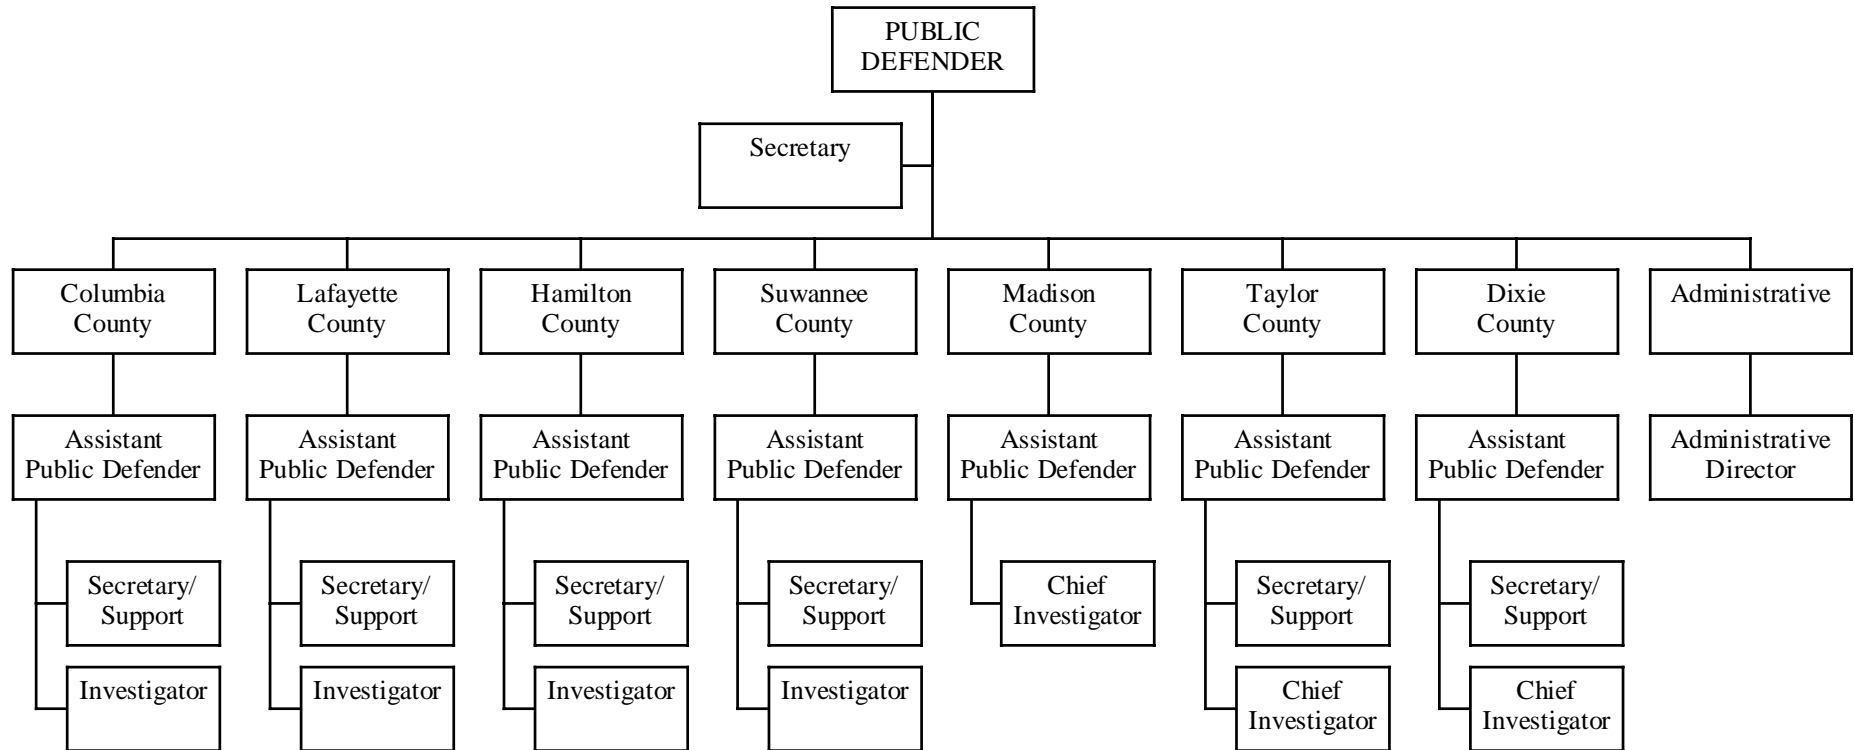 PUBLIC
DEFENDER
Secretary
Columbia
County
Lafayette
County
Hamilton
County
Suwannee
County
Madison
County
Taylor
County
Dixie
County
Administrative
Assistant
Public Defender
Assistant
Public Defender
Assistant
Public Defender
Assistant
Public Defender
Assistant
Public Defender
Assistant
Public Defender
Assistant
Public Defender
Administrative
Director
Secretary/
Support
Secretary/
Support
Secretary/
Support
Secretary/
Support
Chief
Investigator
Secretary/
Support
Secretary/
Support
Investigator
Investigator
Investigator
Investigator
Chief
Investigator
Chief
Investigator